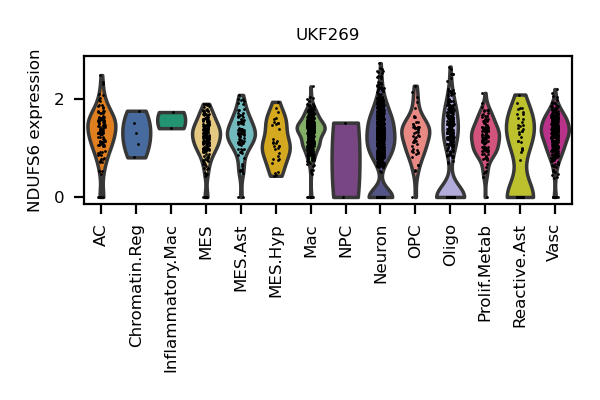 UKF269
NDUFS6 expression
2
0
AC
Chromatin.Reg
Inflammatory.Mac
MES
MES.Ast
MES.Hyp
Mac
NPC
Neuron
OPC
Oligo
Prolif.Metab
Reactive.Ast
Vasc